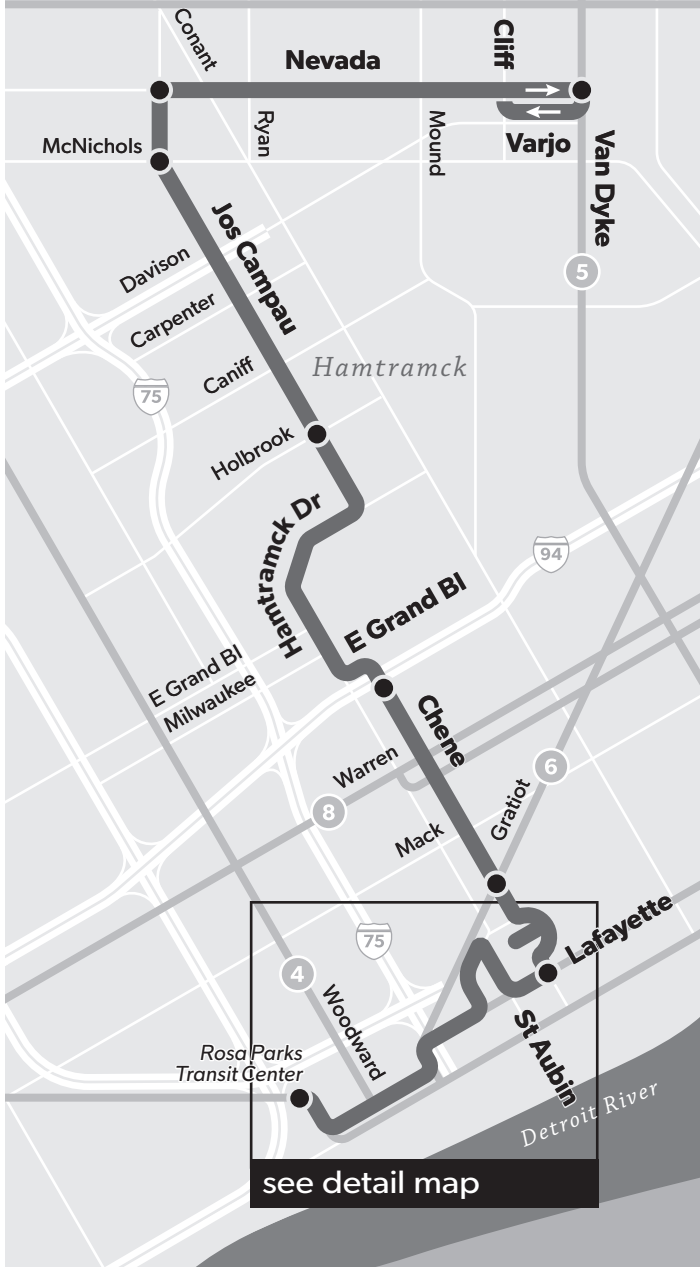 Conant
Cliff
Nevada
McNichols
Ryan
Mound
Varjo
Van Dyke
Jos Campau
Davison
5
Carpenter
Hamtramck
Caniff
75
Holbrook
Hamtramck Dr
94
E Grand Bl
E Grand Bl
Milwaukee
Chene
Warren
6
Gratiot
8
Mack
Lafayette
75
4
Woodward
St Aubin
Rosa Parks
Transit Center
Detroit River
see detail map